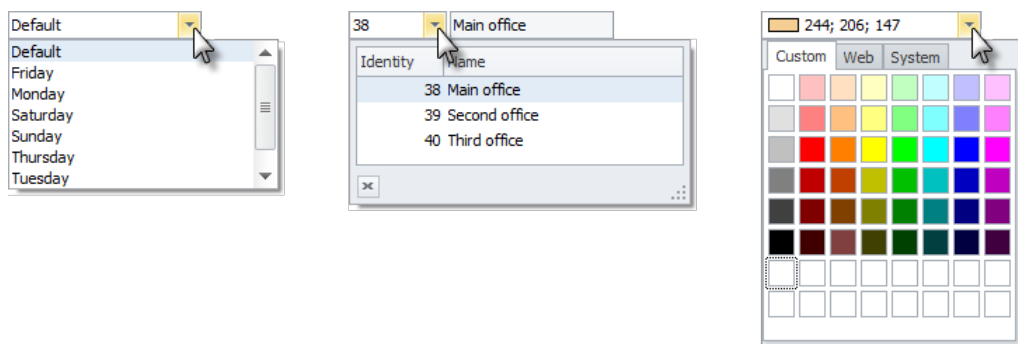 Default
Default
Friday
Monday
Saturday
Sunday
Thursday
Tuesday
38 Main office
Identity Name
38 Main office
39 Second office
40 Third office
244; 206; 147
Custom Web System